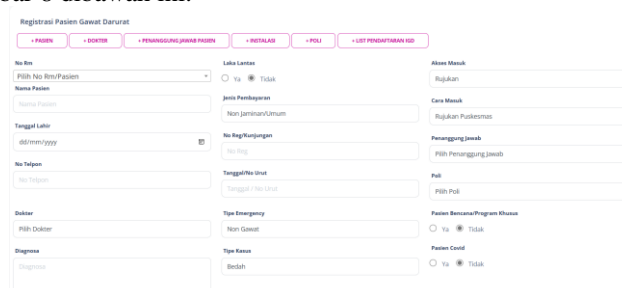 Registrasi Pasien Gawat Darurat
+ PASIEN
+ DOKTER
+ PENANGGUNG JAWAB PASIEN
+ INSTALASI
+ POLI
+ LIST PENDAFTARAN IGD
No Rm
Pilih No Rm/Pasien
Nama Pasien
Nama Pasien
Tanggal Lahir
dd/mm/yyyy
No Telpon
No Telpon
Dokter
Pilih Dokter
Diagnosa
Diagnosa
Laka Lantas
Ya Tidak
Jenis Pembayaran
Non Jaminan/Umum
No Reg/Kunjungan
No Reg
Tanggal/No Urut
Tanggal / No Urut
Tipe Emergency
Non Gawat
Tipe Kasus
Bedah
Akses Masuk
Rujukan
Cara Masuk
Rujukan Puskesmas
Penanggung Jawab
Pilih Penanggung Jawab
Poli
Pilih Poli
Pasien Bencana/Program Khusus
Ya Tidak
Pasien Covid
Ya Tidak